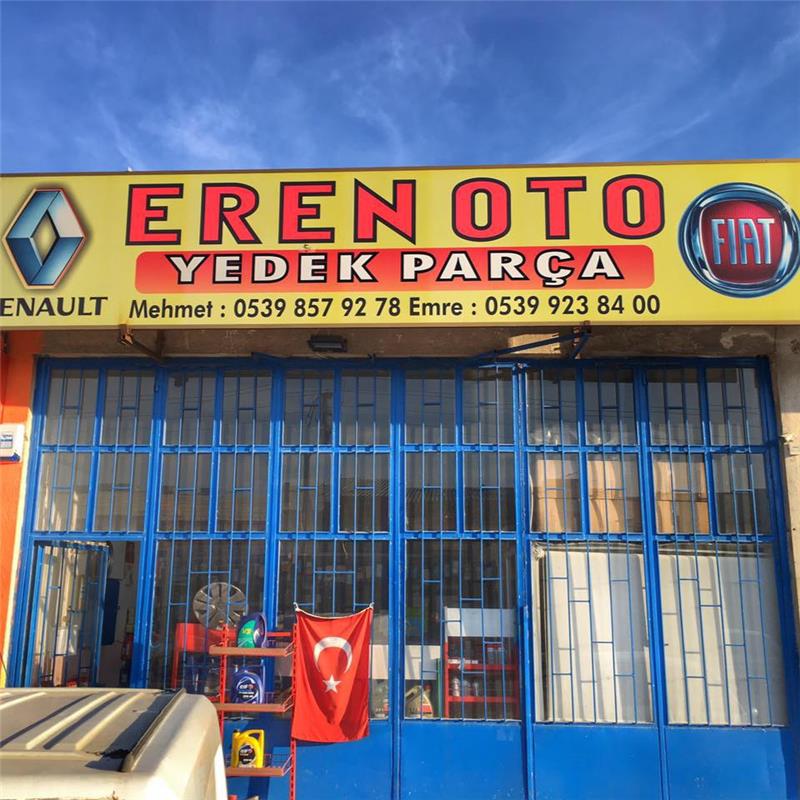 EREN OTO
YEDEK PARÇA
FIAT
ENAULT
Mehmet : 0539 857 92 78 Emre : 0539 923 84 00